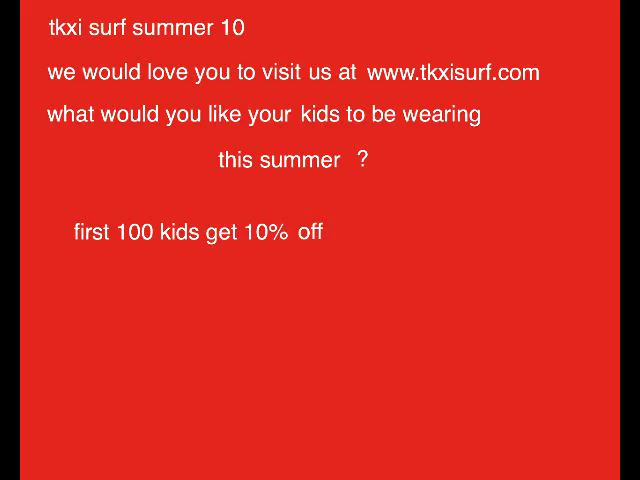 tkxi surf summer 10
we would love you to visit us at www.tkxisurf.com
what would you like your kids to be wearing
this summer ?
first 100 kids get 10% off